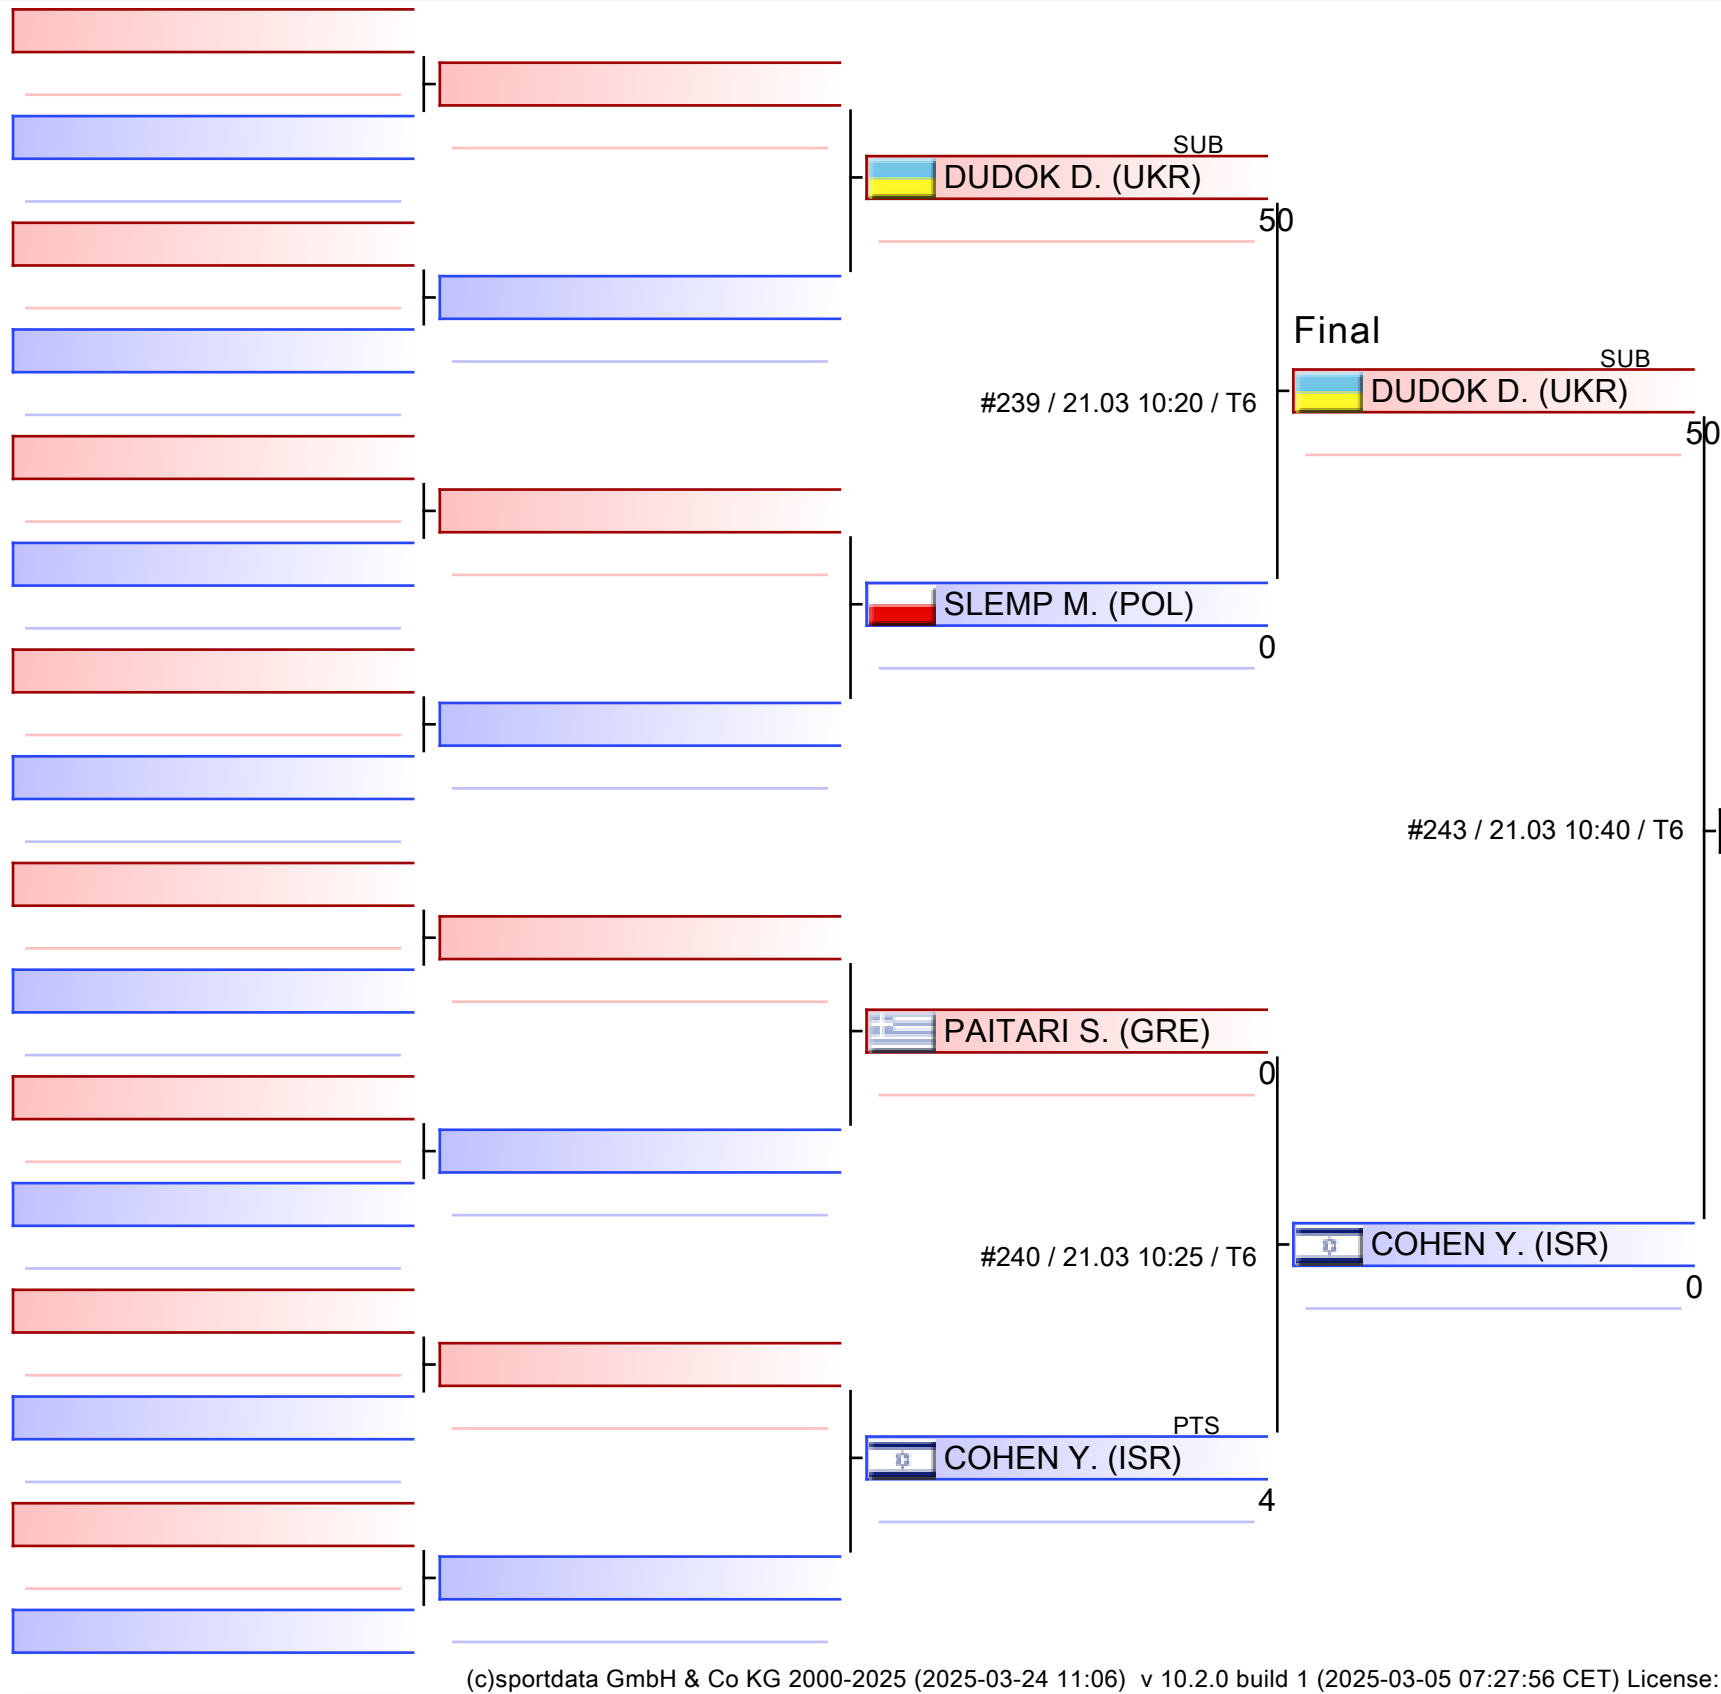 SUB
DUDOK D. (UKR)
50
Final
SUB
#239 / 21.03 10:20 / T6
DUDOK D. (UKR)
50
SLEMP M. (POL)
0
#243 / 21.03 10:40 / T6
PAITARI S. (GRE)
0
#240 / 21.03 10:25 / T6
COHEN Y. (ISR)
0
PTS
COHEN Y. (ISR)
4
(c)sportdata GmbH & Co KG 2000-2025 (2025-03-24 11:06) v 10.2.0 build 1 (2025-03-05 07:27:56 CET) License: